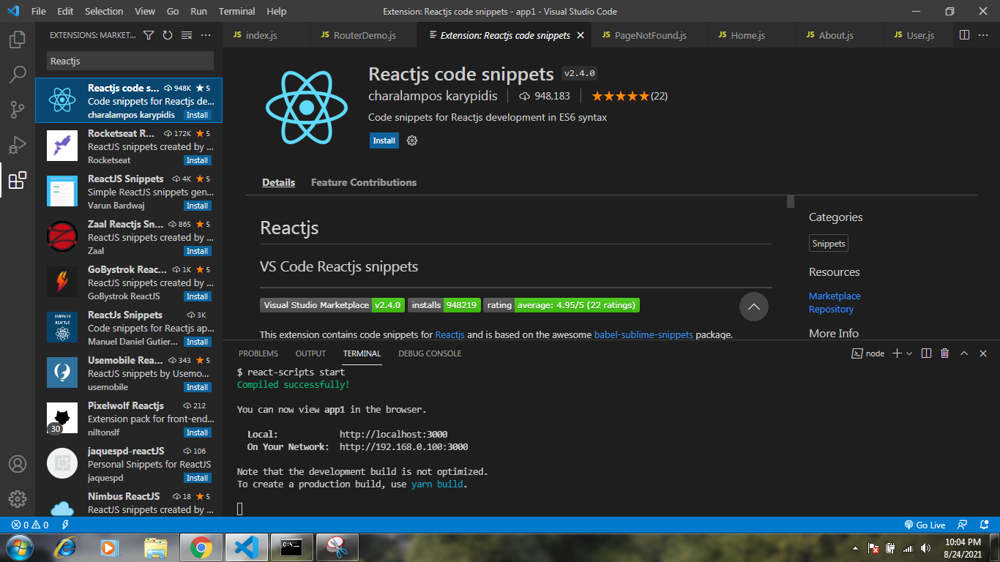 File Edit Selection View Go Run Terminal Help
Extension: Reactjs code snippets - app1 - Visual Studio Code
EXTENSIONS: MARKET...
JS index.js
JS RouterDemo.js
Extension: Reactjs code snippets
JS PageNotFound.js
JS Home.js
JS About.js
JS User.js
Reactjs
Reactjs code s... 948K ★ 5
Code snippets for Reactjs de...
charalampos karypidis Install
Rocketseat R... 172K ★ 5
ReactJS snippets created by ...
Rocketseat Install
ReactJS Snippets 4K ★ 5
Simple ReactJS snippets gen...
Varun Bardwaj Install
Zaal Reactjs Sn... 865 ★ 5
ReactJS snippets created by ...
Zaal Install
GoBystrok Reac... 1K ★ 5
ReactJS snippets created by ...
GoBystrok ReactJS Install
SNIPPETS
REACTJS
ReactJs Snippets 3K
Code snippets for Reactjs ap...
Manuel Daniel Gutier... Install
Usemobile Rea... 343 ★ 5
ReactJS snippets by Usemo...
usemobile Install
Pixelwolf Reactjs 212
Extension pack for front-end...
30
niltonslf Install
jaquespd-reactJS 106
Personal Snippets for ReactJS
jaquespd Install
Nimbus ReactJS 18 ★ 5
ReactJS snippets created by ...
Reactjs code snippets v2.4.0
charalampos karypidis 948,183 ★★★★★(22)
Code snippets for Reactjs development in ES6 syntax
Install
Details Feature Contributions
Reactjs
VS Code Reactjs snippets
Visual Studio Marketplace v2.4.0 installs 948219 rating average: 4.95/5 (22 ratings)
This extension contains code snippets for Reactjs and is based on the awesome babel-sublime-snippets package.
Categories
Snippets
Resources
Marketplace
Repository
More Info
PROBLEMS OUTPUT TERMINAL DEBUG CONSOLE
node
$ react-scripts start
Compiled successfully!
You can now view app1 in the browser.
Local: http://localhost:3000
On Your Network: http://192.168.0.100:3000
Note that the development build is not optimized.
To create a production build, use yarn build.
0 0
Go Live
C:\_
10:04 PM
8/24/2021